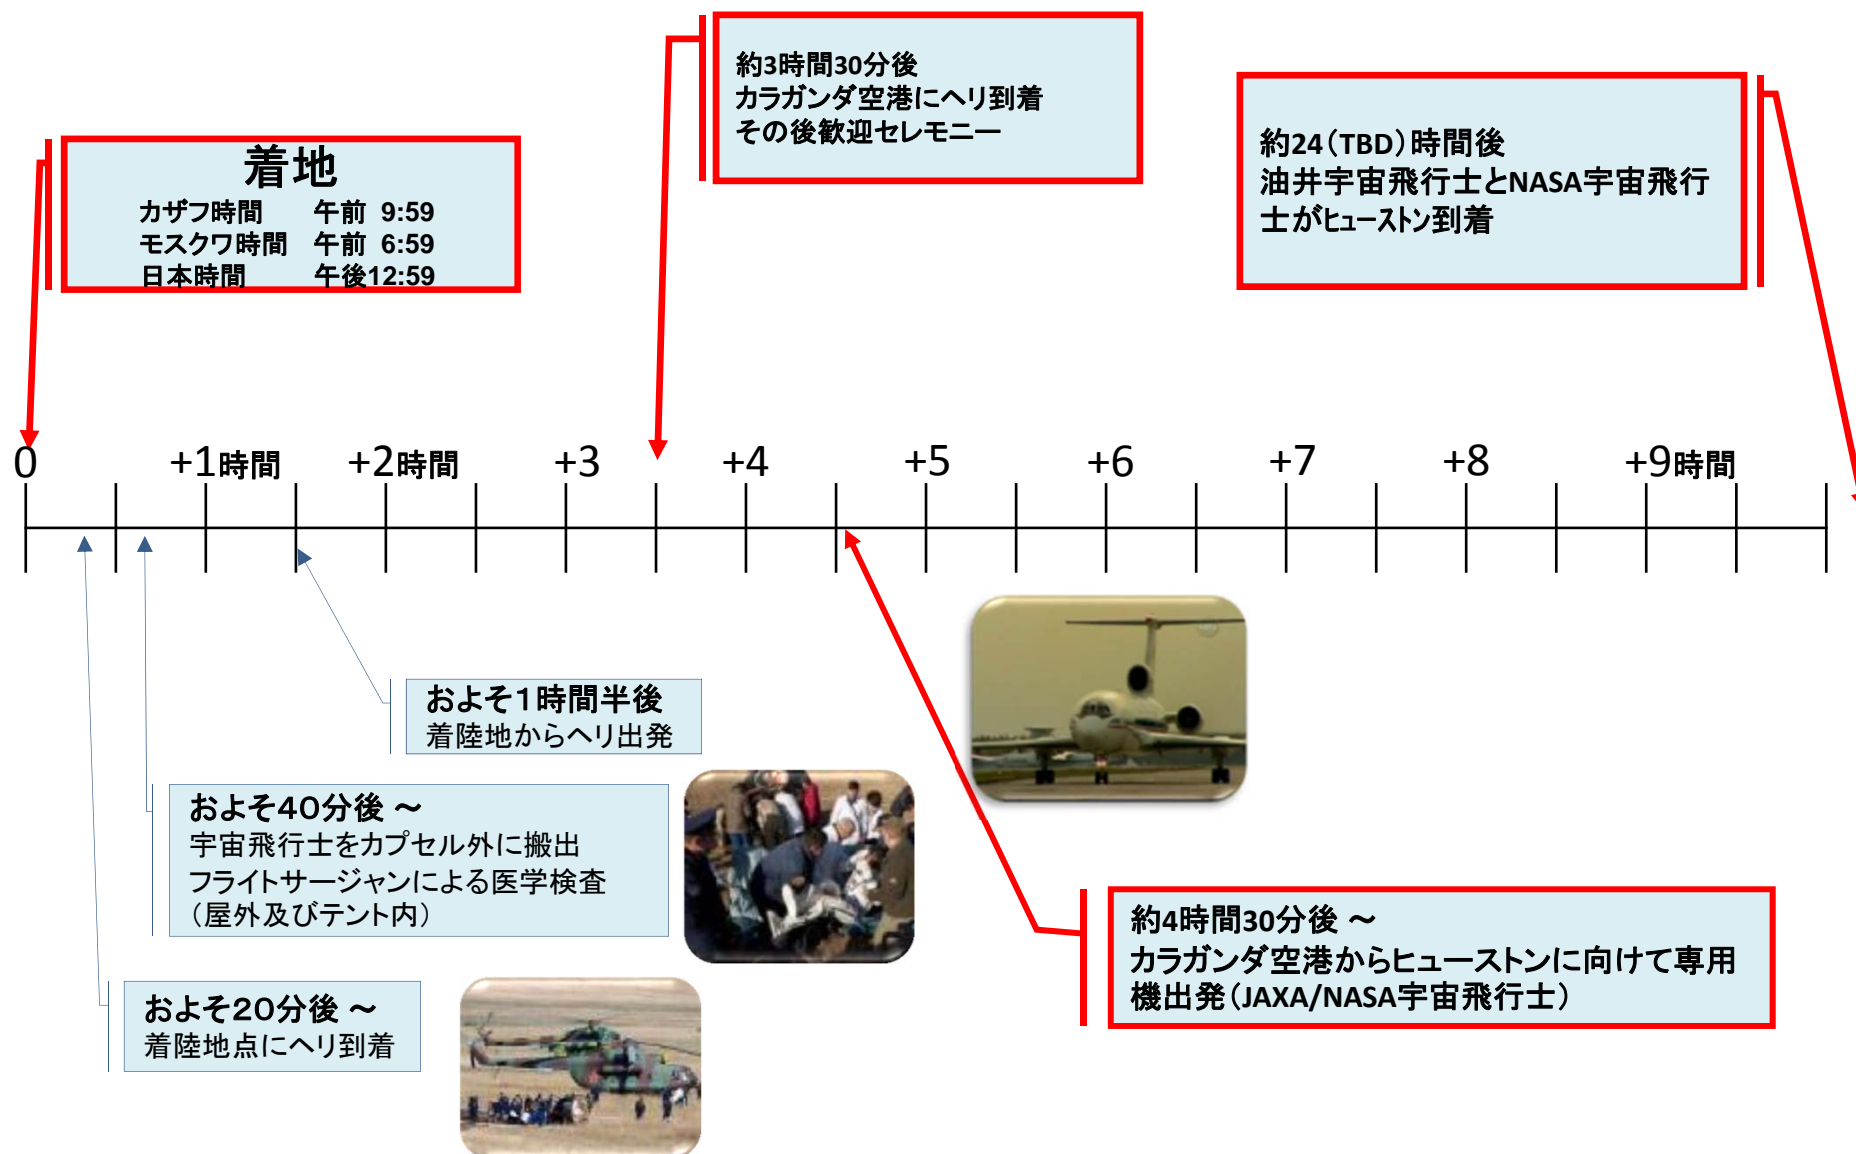 約3時間30分後
カラガンダ空港にヘリ到着
その後歓迎セレモニー
約24(TBD)時間後
油井宇宙飛行士とNASA宇宙飛行
士がヒューストン到着
着地
カザフ時間 午前 9:59
モスクワ時間 午前 6:59
日本時間 午後12:59
0 +1時間 +2時間 +3 +4 +5 +6 +7 +8 +9時間
およそ1時間半後
着陸地からヘリ出発
およそ40分後 ～
宇宙飛行士をカプセル外に搬出
フライトサージャンによる医学検査
(屋外及びテント内)
約4時間30分後 ～
カラガンダ空港からヒューストンに向けて専用
機出発(JAXA/NASA宇宙飛行士)
およそ20分後 ～
着陸地点にヘリ到着